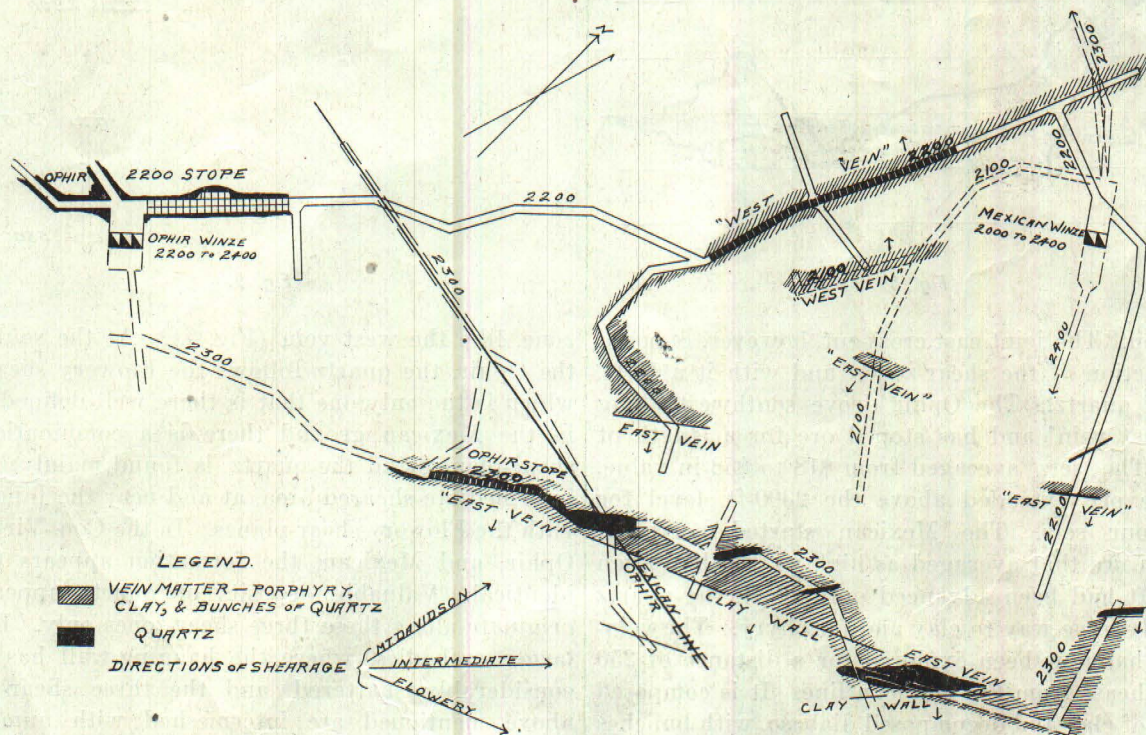 N
2300
OPHIR
2200 STOPE
OPHIR WINZE
2200 TO 2400
2300
2200
"WEST VEIN" 2200
2200
2100
MEXICAN WINZE
2000 TO 2400
2100
"WEST VEIN"
2400
"EAST
VEIN"
2100
EAST VEIN
2300
OPHIR STOPE
2300
"EAST VEIN"
"EAST
VEIN"
2200
MEXICAN LINE
OPHIR
2300
CLAY WALL
EAST VEIN
CLAY WALL
2300
LEGEND.
VEIN MATTER - PORPHYRY,
CLAY, & BUNCHES OF QUARTZ
QUARTZ
DIRECTIONS OF SHEARAGE
MT DAVIDSON
INTERMEDIATE
FLOWERY